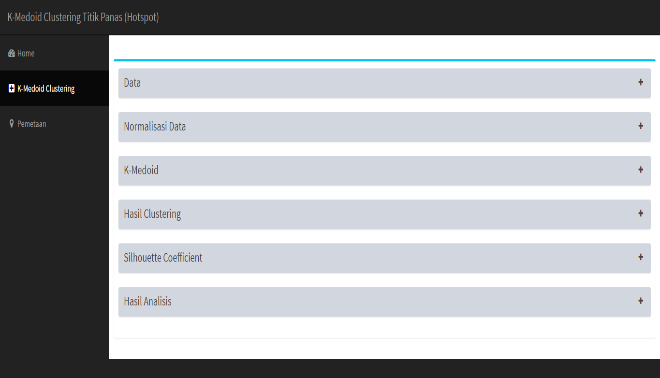 K-Medoid Clustering Titik Panas (Hotspot)
Home
K-Medoid Clustering
Pemetaan
Data
Normalisasi Data
K-Medoid
Hasil Clustering
Silhouette Coefficient
Hasil Analisis